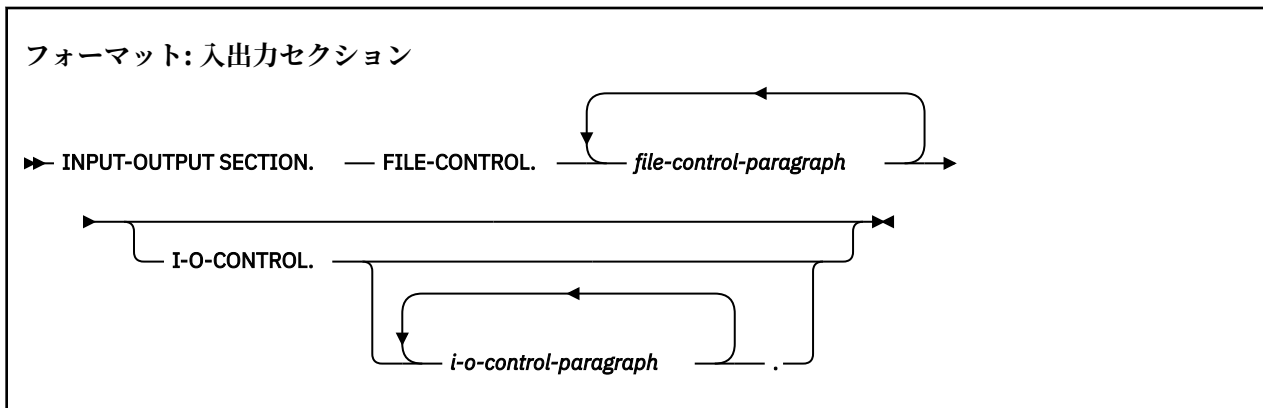 フォーマット: 入出力セクション
INPUT-OUTPUT SECTION. FILE-CONTROL. file-control-paragraph
I-O-CONTROL.
i-o-control-paragraph .